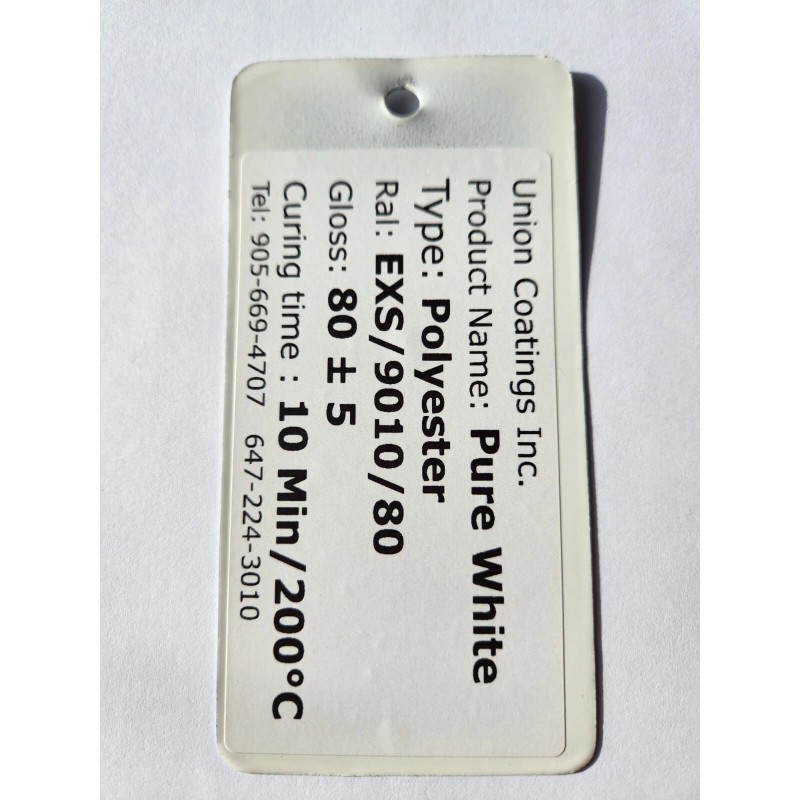 Union Coatings Inc.
Product Name: Pure White
Type: Polyester
Ral: EXS/9010/80
Gloss: 80 ± 5
Curing time : 10 Min/200°C
Tel: 905-669-4707 647-224-3010